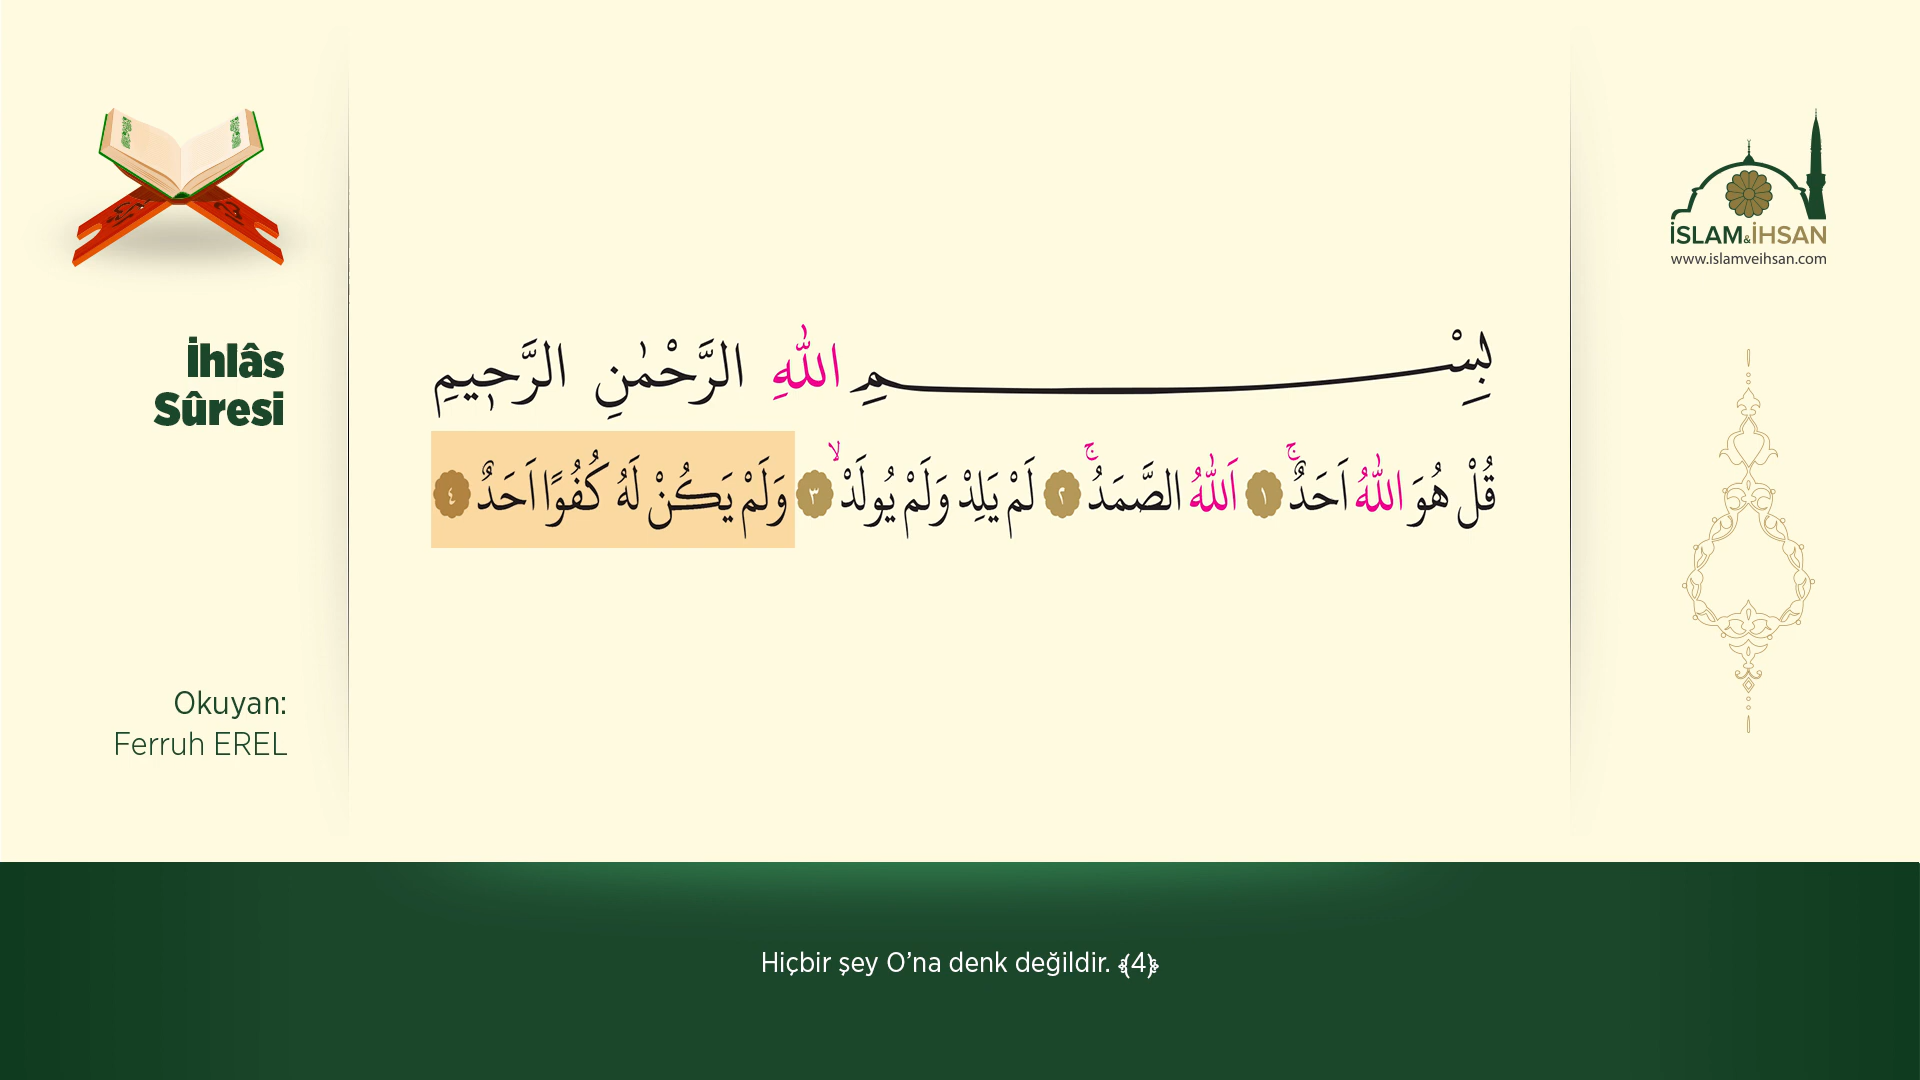 İSLAM&İHSAN
www.islamveihsan.com
İhlâs
Sûresi
بِسْمِ اللّٰهِ الرَّحْمٰنِ الرَّح۪يمِ
قُلْ هُوَ اللّٰهُ اَحَدٌۚ ﴿١﴾ اَللّٰهُ الصَّمَدُۚ ﴿٢﴾ لَمْ يَلِدْ وَلَمْ يُولَدْۙ ﴿٣﴾ وَلَمْ يَكُنْ لَهُ كُفُوًا اَحَدٌ ﴿٤﴾
Okuyan:
Ferruh EREL
Hiçbir şey O’na denk değildir. ﴾4﴿